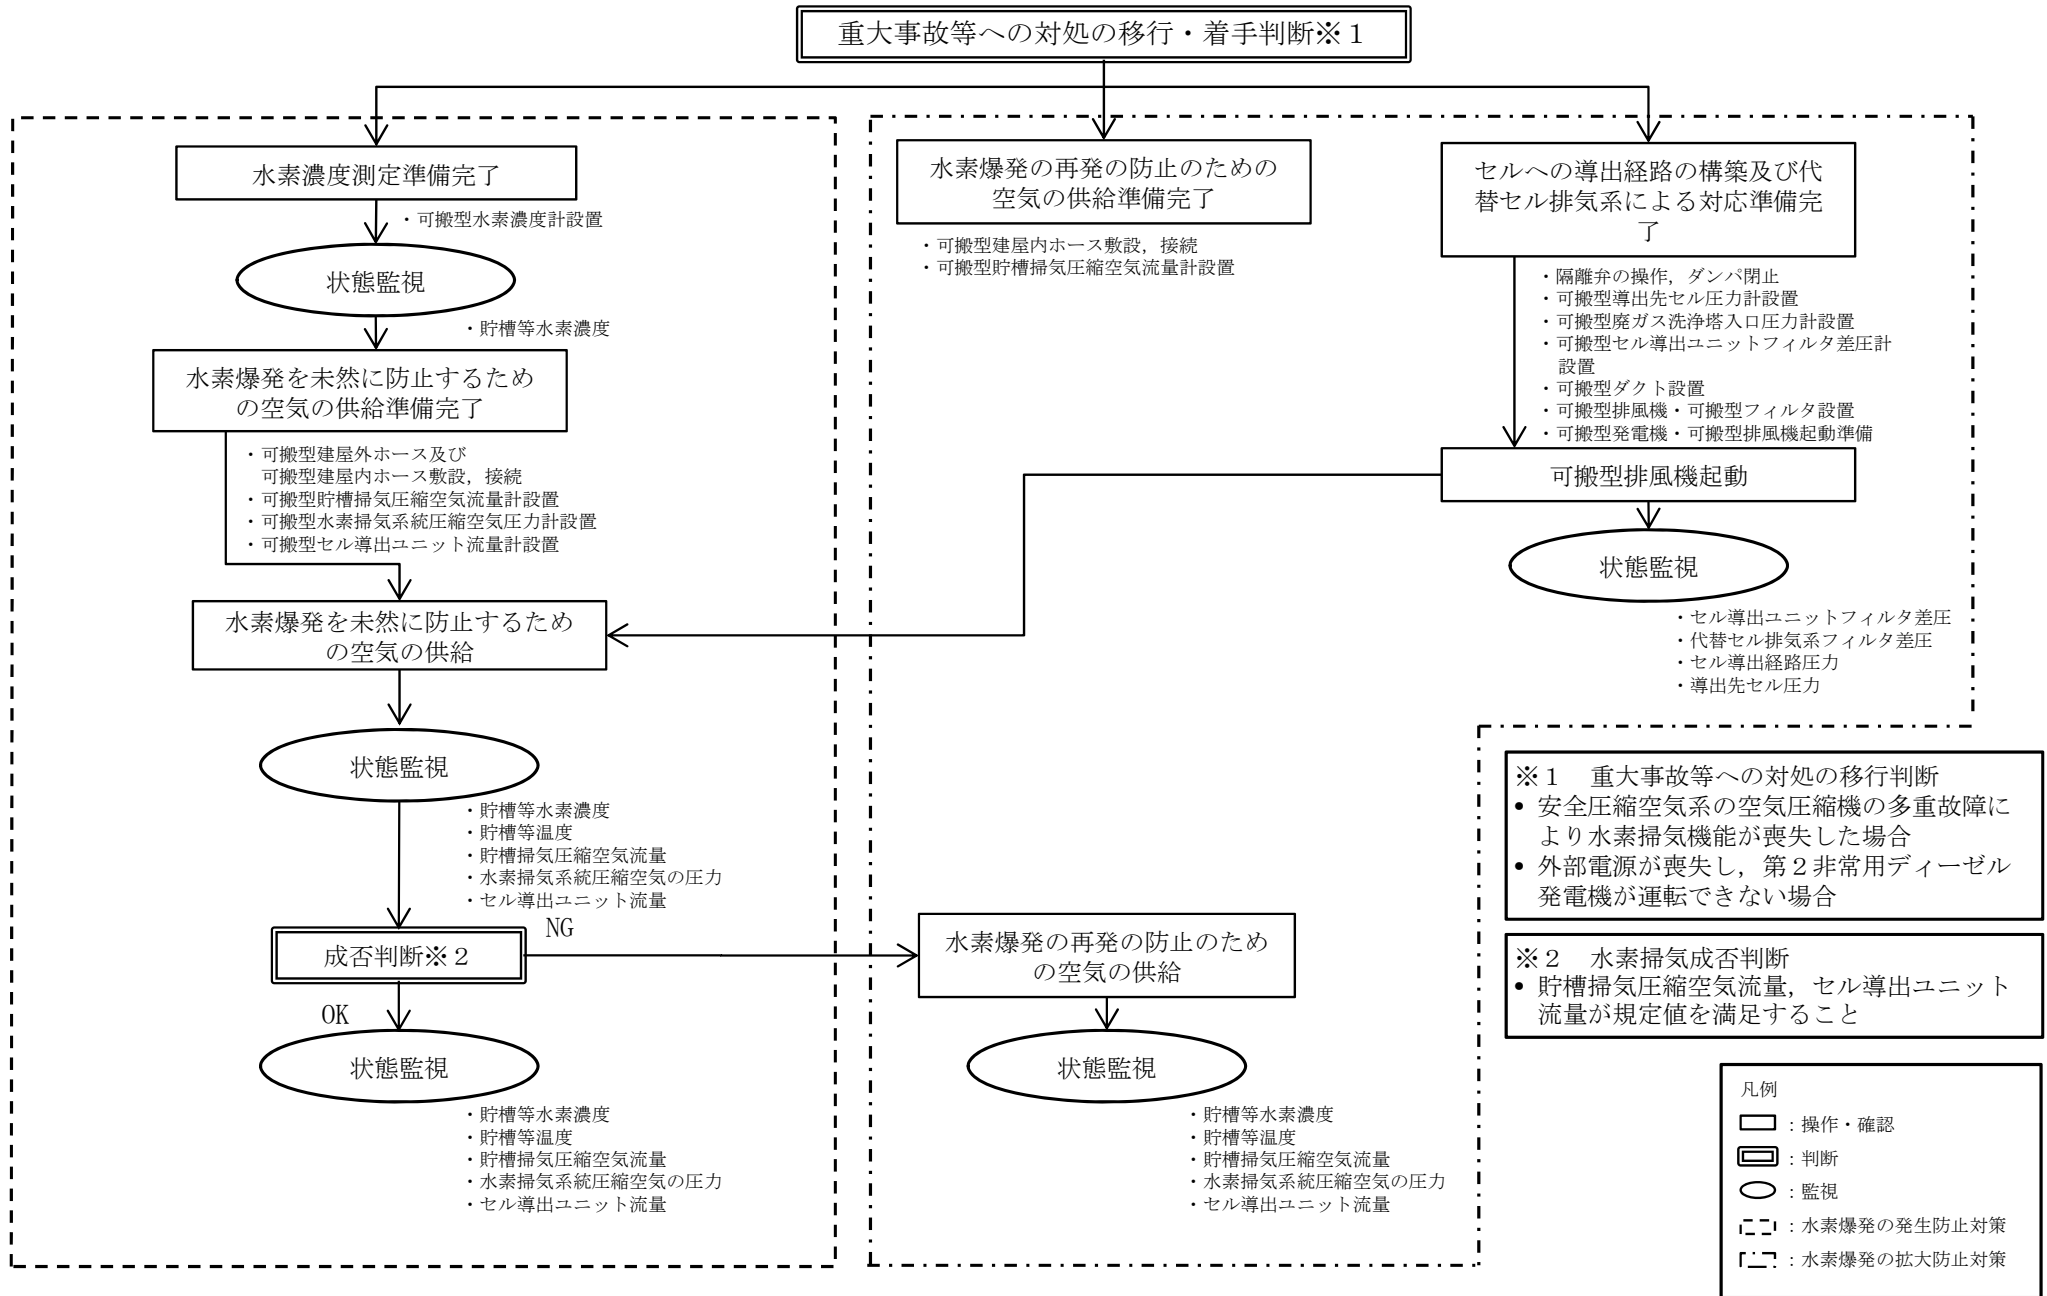 重大事故等への対処の移行・着手判断※１
水素濃度測定準備完了
・可搬型水素濃度計設置
状態監視
・貯槽等水素濃度
水素爆発を未然に防止するため
の空気の供給準備完了
・可搬型建屋外ホース及び
可搬型建屋内ホース敷設，接続
・可搬型貯槽掃気圧縮空気流量計設置
・可搬型水素掃気系統圧縮空気圧力計設置
・可搬型セル導出ユニット流量計設置
水素爆発を未然に防止するため
の空気の供給
状態監視
・貯槽等水素濃度
・貯槽等温度
・貯槽掃気圧縮空気流量
・水素掃気系統圧縮空気の圧力
・セル導出ユニット流量
成否判断※２
NG
OK
状態監視
・貯槽等水素濃度
・貯槽等温度
・貯槽掃気圧縮空気流量
・水素掃気系統圧縮空気の圧力
・セル導出ユニット流量
水素爆発の再発の防止のための
空気の供給準備完了
・可搬型建屋内ホース敷設，接続
・可搬型貯槽掃気圧縮空気流量計設置
水素爆発の再発の防止のため
の空気の供給
状態監視
・貯槽等水素濃度
・貯槽等温度
・貯槽掃気圧縮空気流量
・水素掃気系統圧縮空気の圧力
・セル導出ユニット流量
セルへの導出経路の構築及び代
替セル排気系による対応準備完
了
・隔離弁の操作，ダンパ閉止
・可搬型導出先セル圧力計設置
・可搬型廃ガス洗浄塔入口圧力計設置
・可搬型セル導出ユニットフィルタ差圧計
設置
・可搬型ダクト設置
・可搬型排風機・可搬型フィルタ設置
・可搬型発電機・可搬型排風機起動準備
可搬型排風機起動
状態監視
・セル導出ユニットフィルタ差圧
・代替セル排気系フィルタ差圧
・セル導出経路圧力
・導出先セル圧力
※１　重大事故等への対処の移行判断
• 安全圧縮空気系の空気圧縮機の多重故障に
より水素掃気機能が喪失した場合
• 外部電源が喪失し，第２非常用ディーゼル
発電機が運転できない場合
※２　水素掃気成否判断
• 貯槽掃気圧縮空気流量，セル導出ユニット
流量が規定値を満足すること
凡例
：操作・確認
：判断
：監視
：水素爆発の発生防止対策
：水素爆発の拡大防止対策